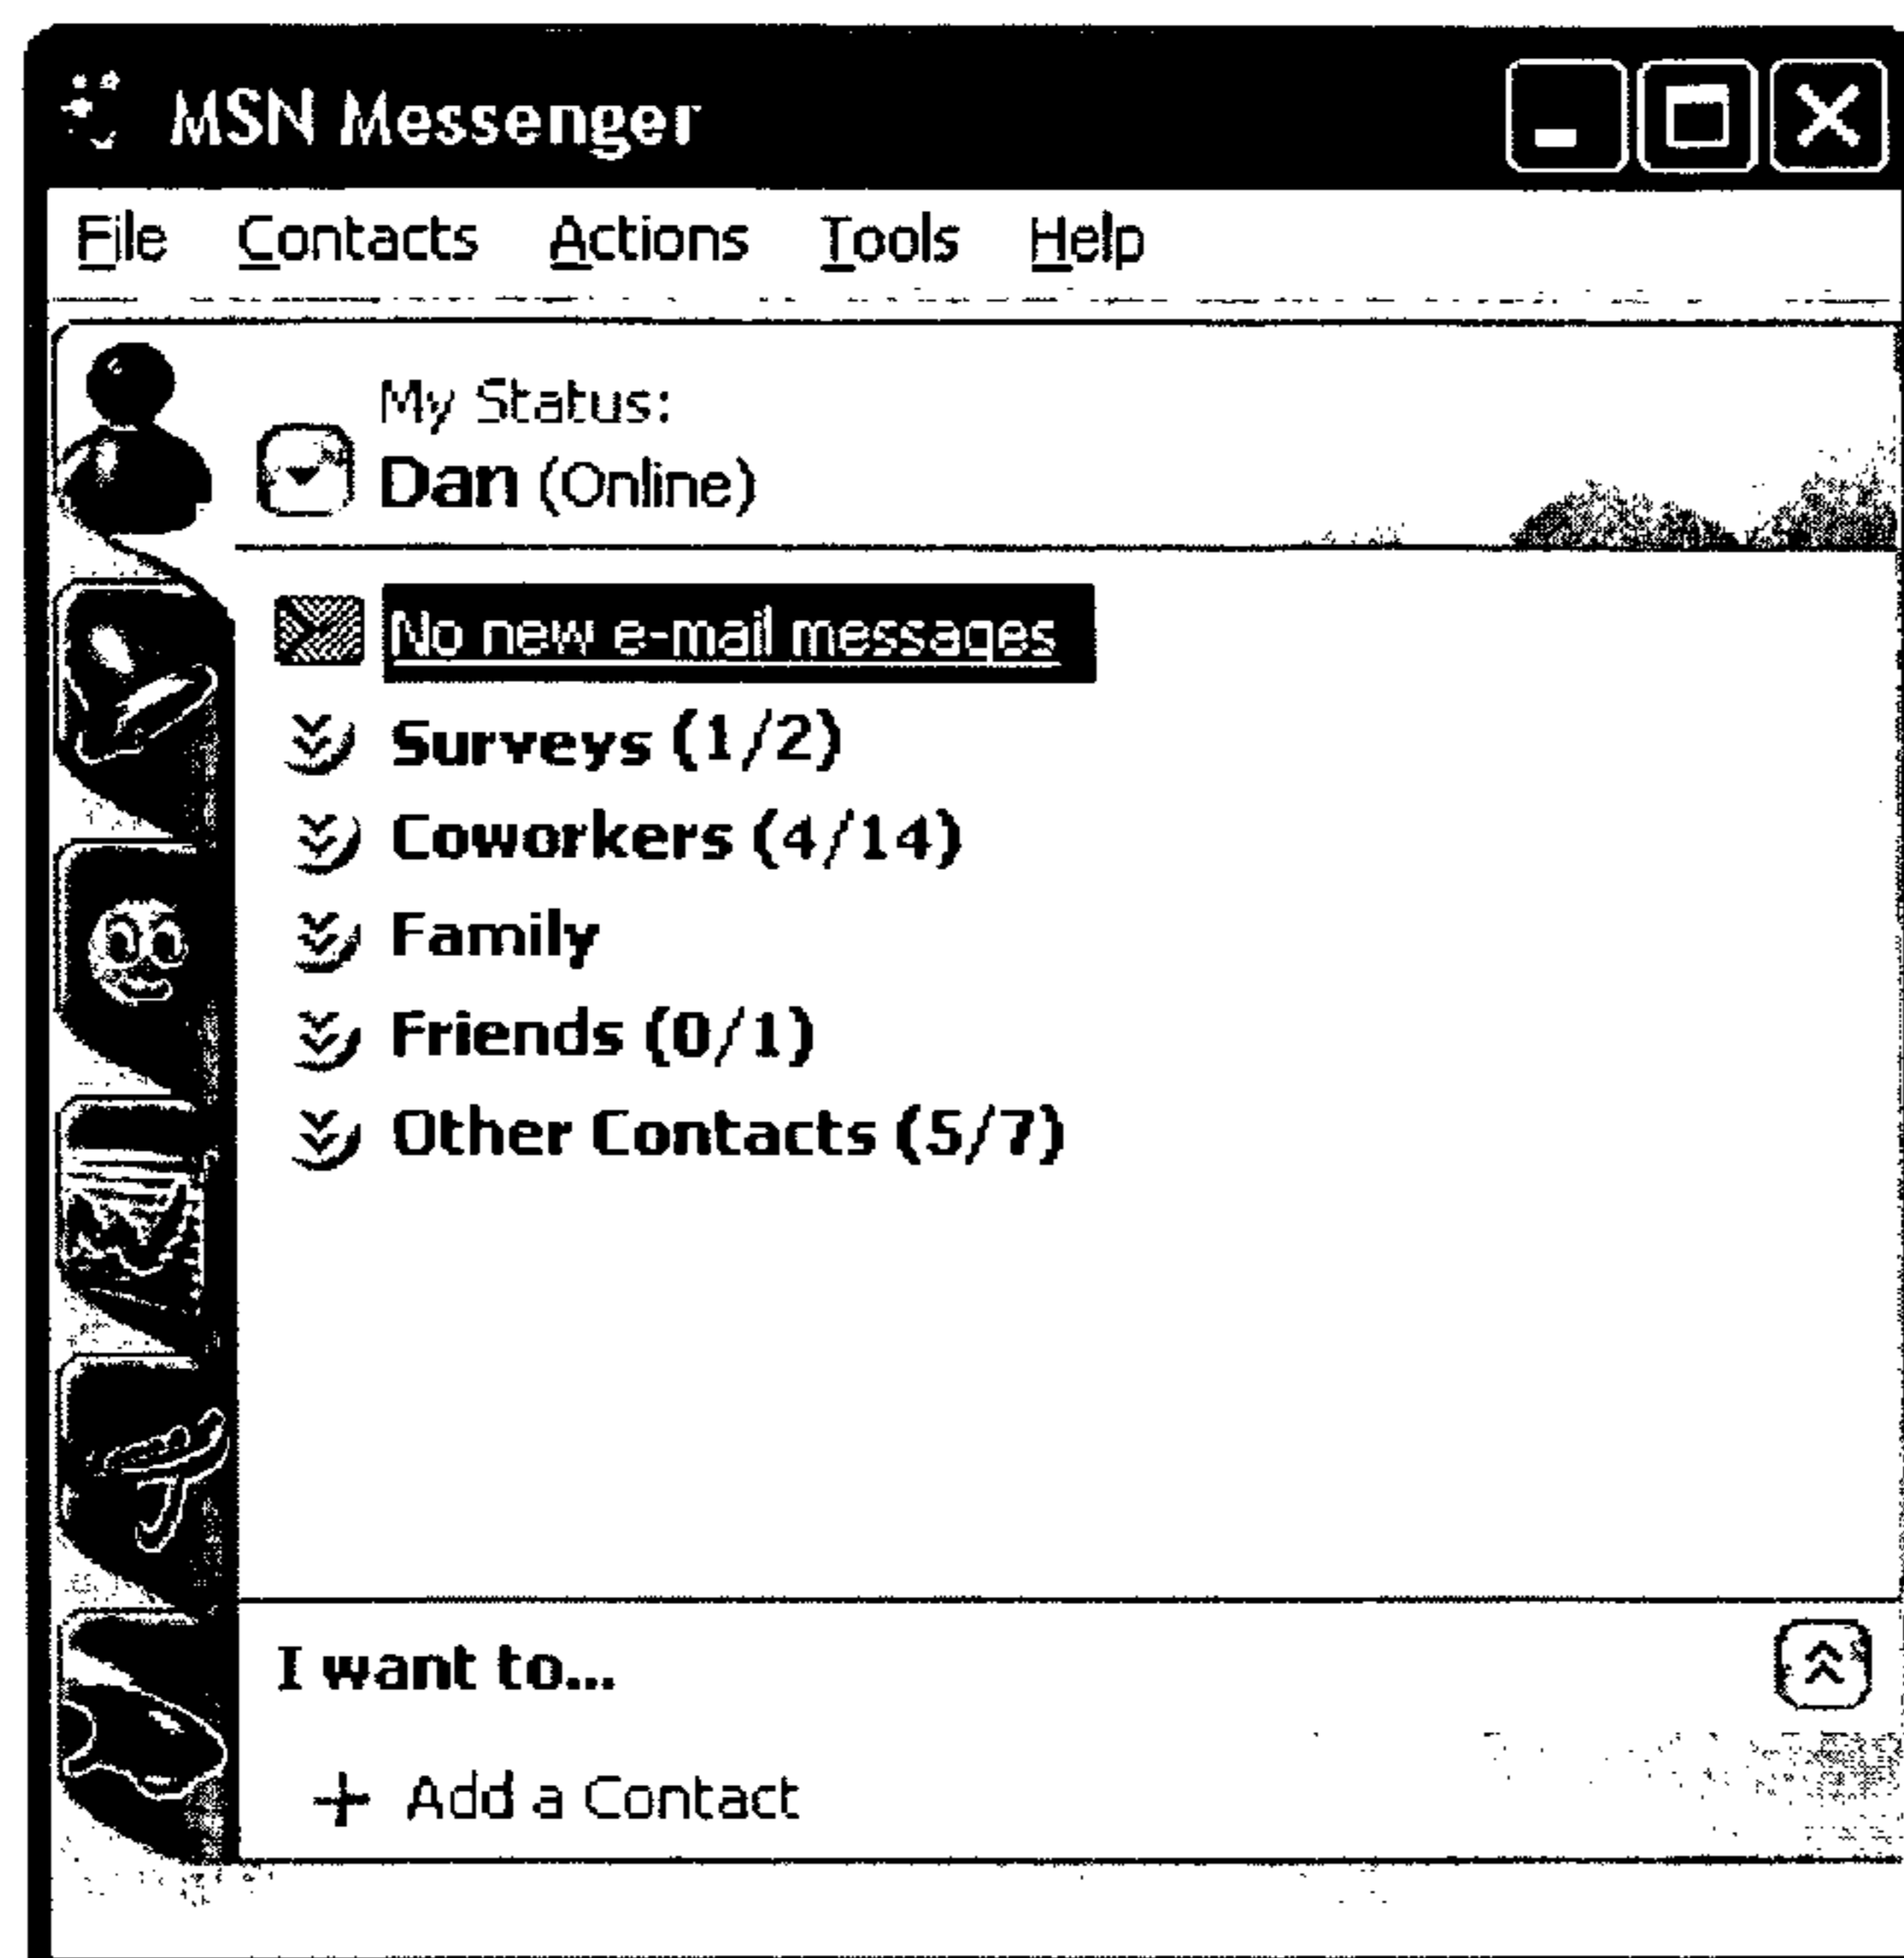 MSN Messenger
File Contacts Actions Tools Help
My Status:
Dan (Online)
No new e-mail messages
Surveys (1/2)
Coworkers (4/14)
Family
Friends (0/1)
Other Contacts (5/7)
I want to...
+ Add a Contact